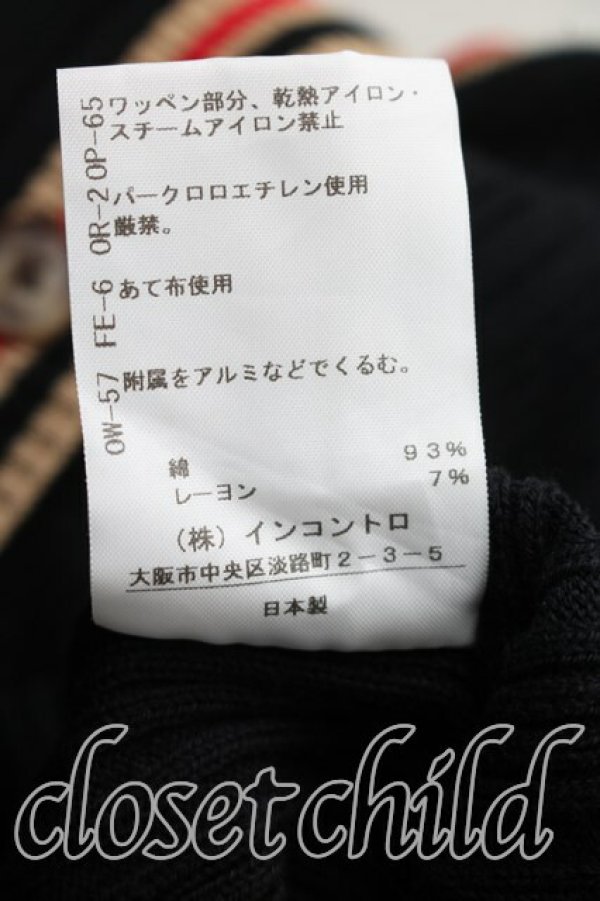 ワッペン部分、乾熱アイロン・
スチームアイロン禁止
パークロロエチレン使用
厳禁。
あて布使用
附属をアルミなどでくるむ。
OW-57 FE-6 OR-2 OP-65
綿 93%
レーヨン 7%
(株) インコントロ
大阪市中央区淡路町2-3-5
日本製
closet child